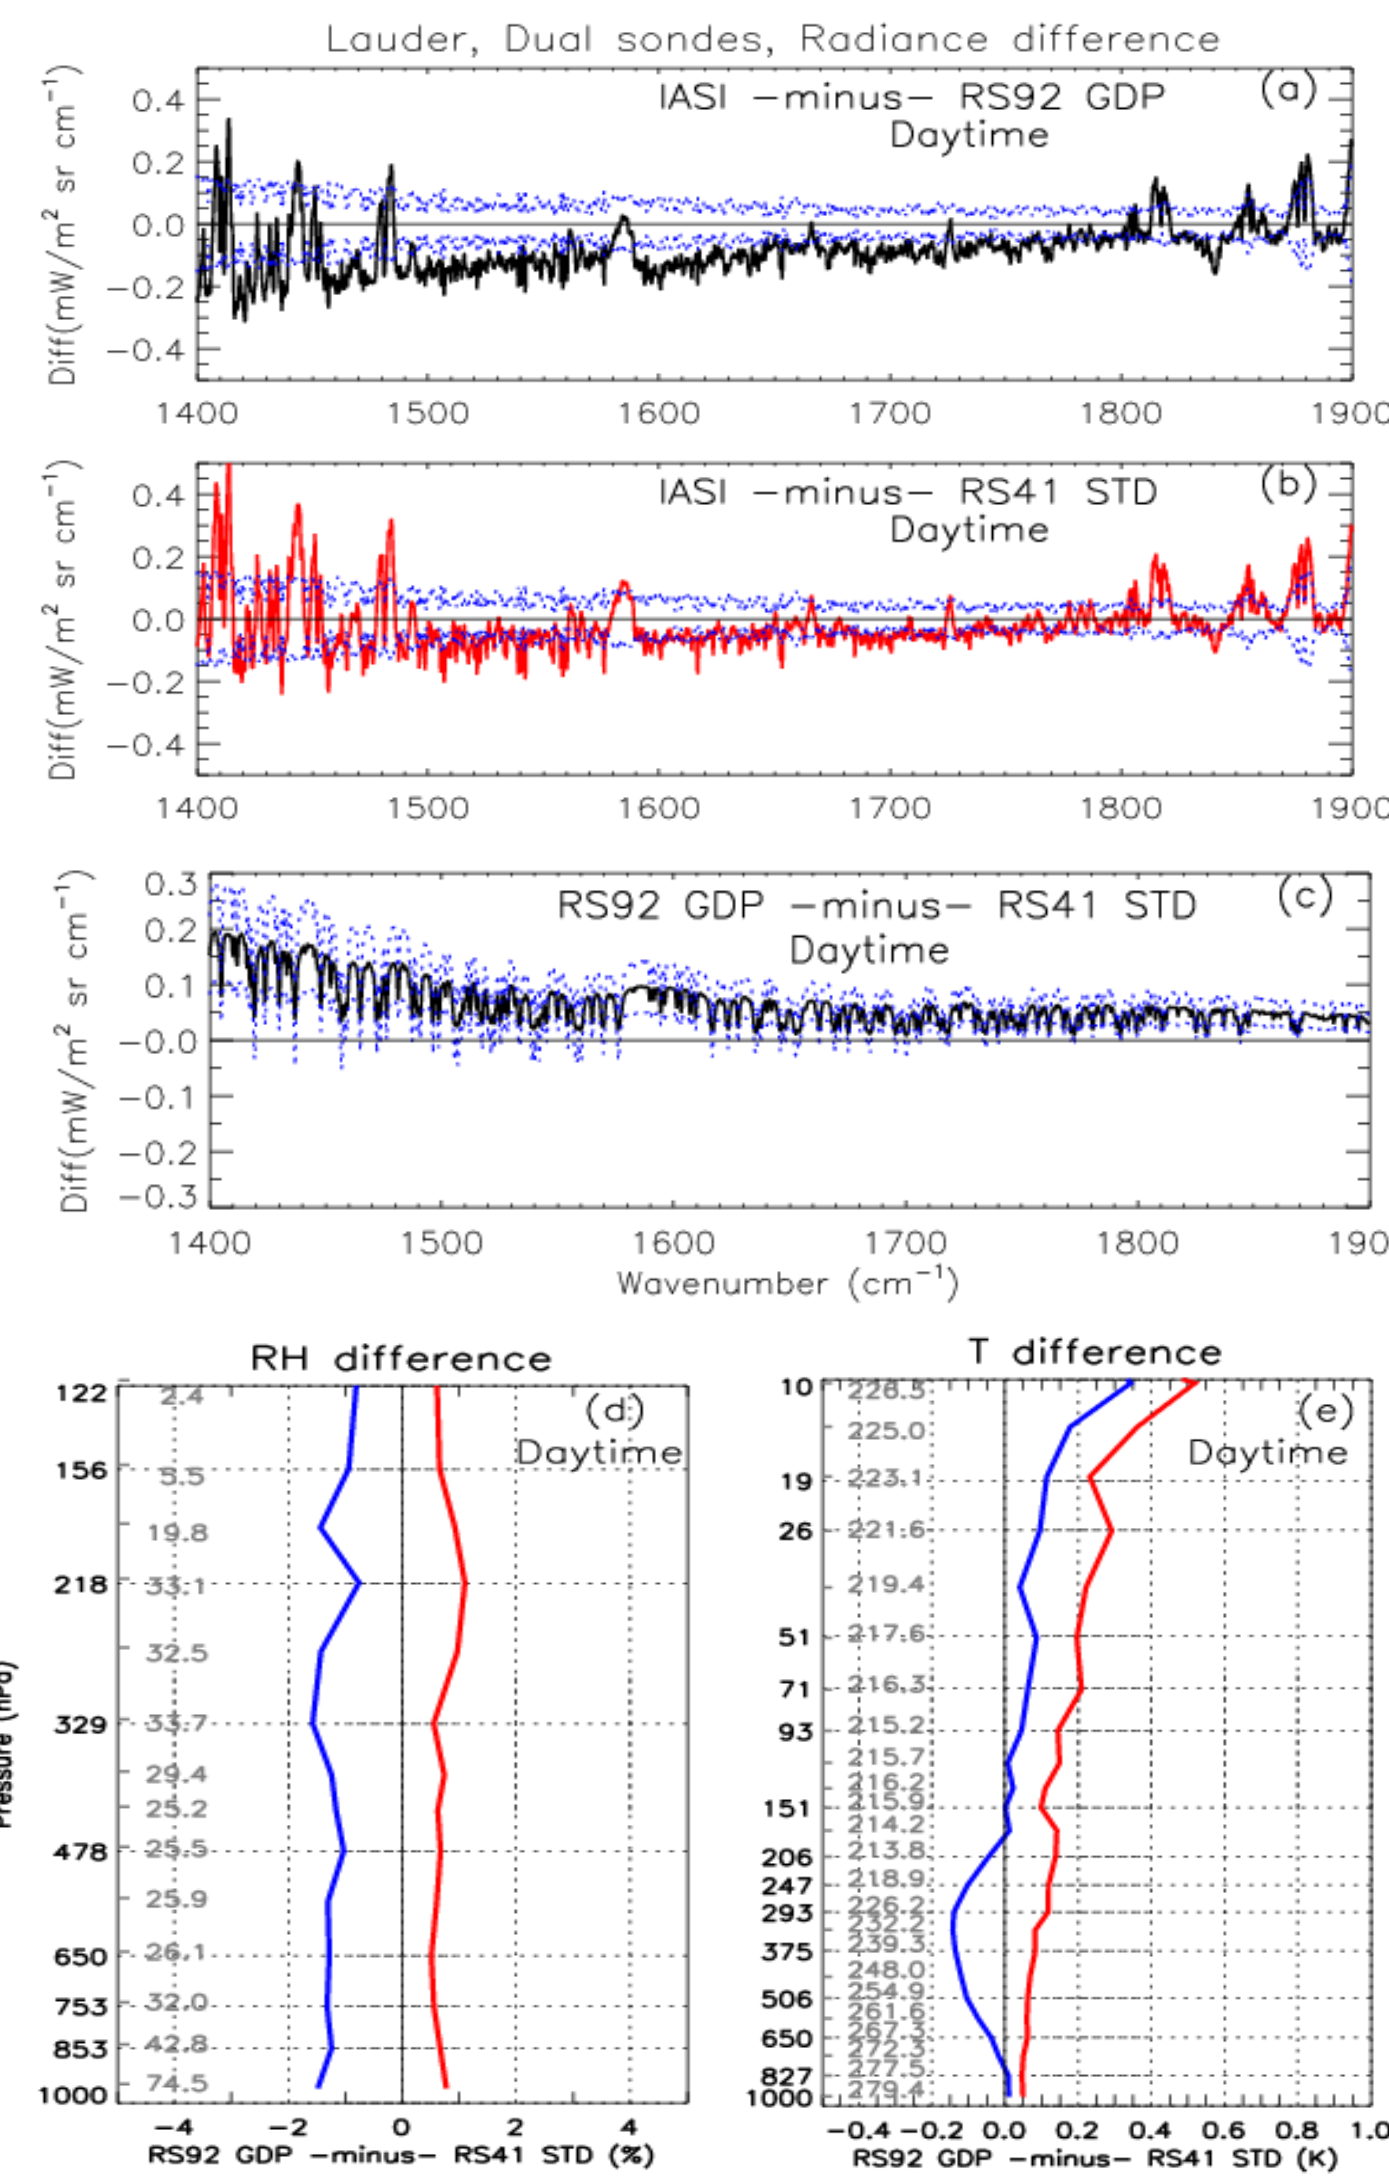 Lauder, Dual sondes, Radiance difference
IASI −minus− RS92 GDP
(a)
Daytime
Diff(mW/m² sr cm⁻¹)
0.4
0.2
0.0
−0.2
−0.4
1400 1500 1600 1700 1800 1900
IASI −minus− RS41 STD
(b)
Daytime
Diff(mW/m² sr cm⁻¹)
0.4
0.2
0.0
−0.2
−0.4
1400 1500 1600 1700 1800 1900
RS92 GDP −minus− RS41 STD
(c)
Daytime
Diff(mW/m² sr cm⁻¹)
0.3
0.2
0.1
−0.0
−0.1
−0.2
−0.3
1400 1500 1600 1700 1800 190
Wavenumber (cm⁻¹)
RH difference
(d)
Daytime
Pressure (hPa)
122
156
218
329
478
650
753
853
1000
2.4
5.5
19.8
33.1
32.5
33.7
29.4
25.2
25.5
25.9
26.1
32.0
42.8
74.5
−4 −2 0 2 4
RS92 GDP −minus− RS41 STD (%)
T difference
(e)
Daytime
10
19
26
51
71
93
151
206
247
293
375
506
650
827
1000
226.5
225.0
223.1
221.6
219.4
217.6
216.3
215.2
215.7
216.2
215.9
214.2
213.8
218.9
226.2
232.2
239.3
248.0
254.9
261.6
267.3
272.3
277.5
279.4
−0.4 −0.2 0.0 0.2 0.4 0.6 0.8 1.0
RS92 GDP −minus− RS41 STD (K)